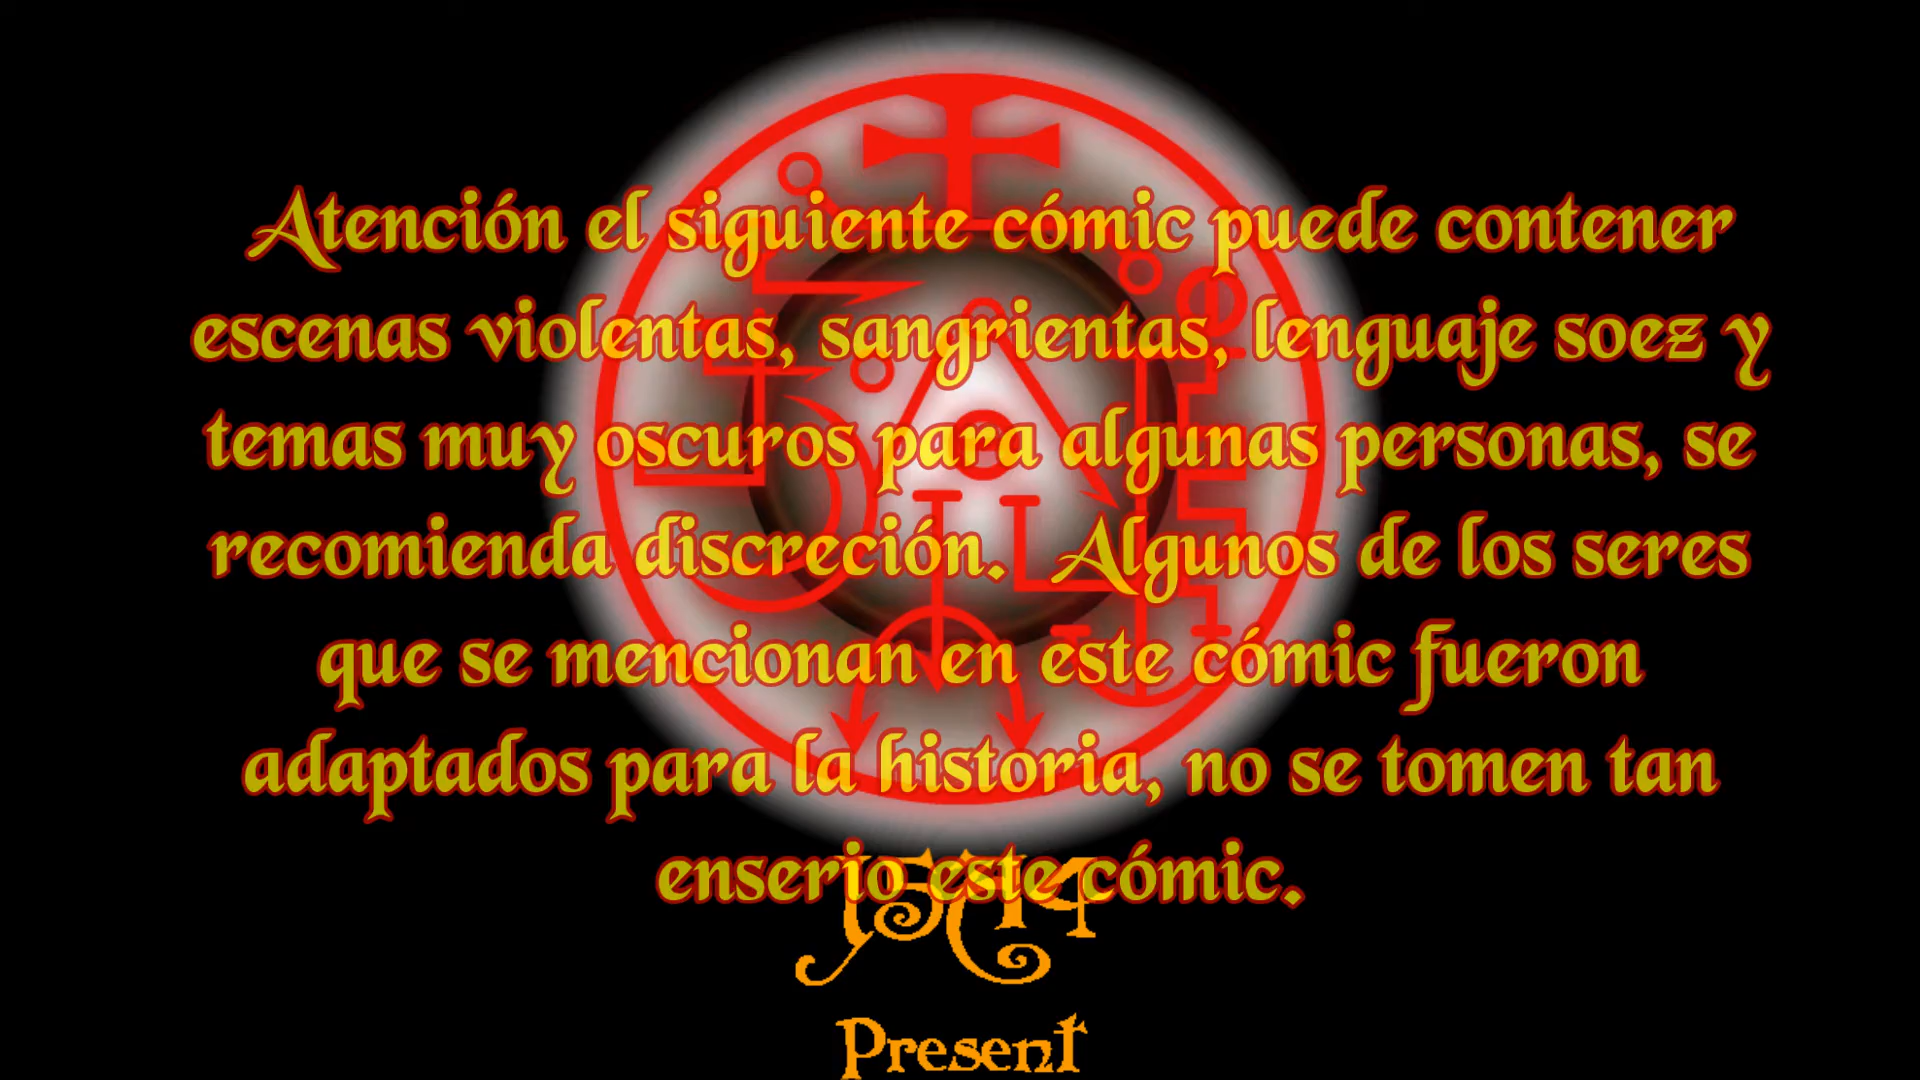 Atención el siguiente cómic puede contener
escenas violentas, sangrientas, lenguaje soez y
temas muy oscuros para algunas personas, se
recomienda discreción. Algunos de los seres
que se mencionan en este cómic fueron
adaptados para la historia, no se tomen tan
enserio este cómic.
Present